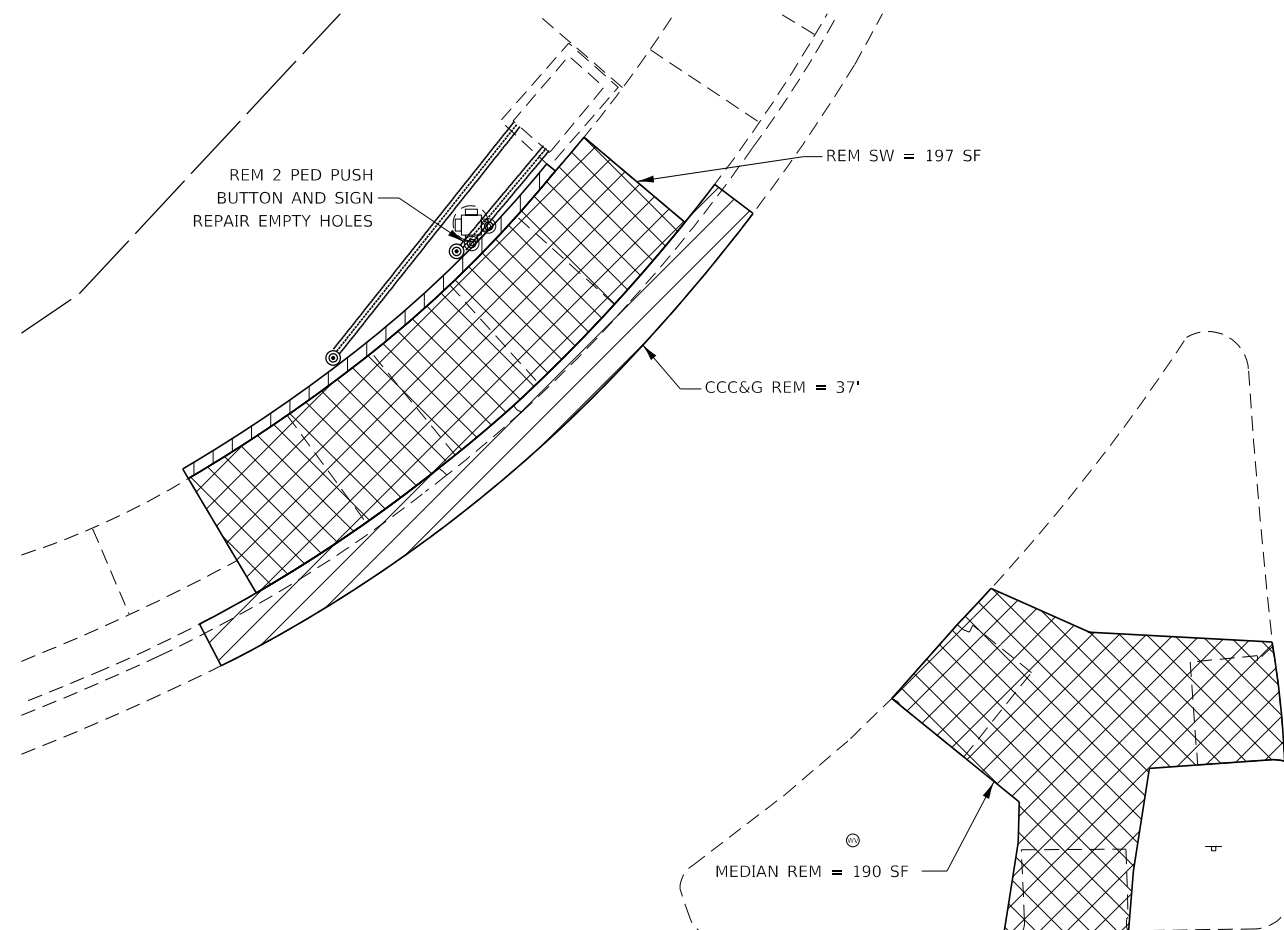 REM SW = 197 SF
REM 2 PED PUSH
BUTTON AND SIGN
REPAIR EMPTY HOLES
CCC&G REM = 37'
MEDIAN REM = 190 SF